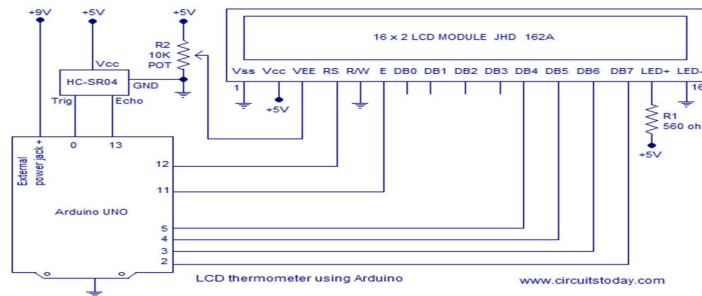 +9V
+5V
+5V
R2
10K
POT
Vcc
HC-SR04
GND
Trig
Echo
0
13
External
power jack +
Arduino UNO
12
11
5
4
3
2
16 x 2 LCD MODULE JHD 162A
Vss Vcc VEE RS R/W E DB0 DB1 DB2 DB3 DB4 DB5 DB6 DB7 LED+ LED-
1
16
+5V
R1
560 oh
+5V
LCD thermometer using Arduino
www.circuitstoday.com